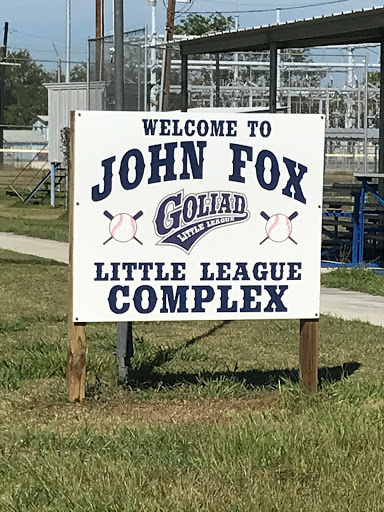 WELCOME TO
JOHN FOX
GOLIAD
LITTLE LEAGUE
LITTLE LEAGUE
COMPLEX